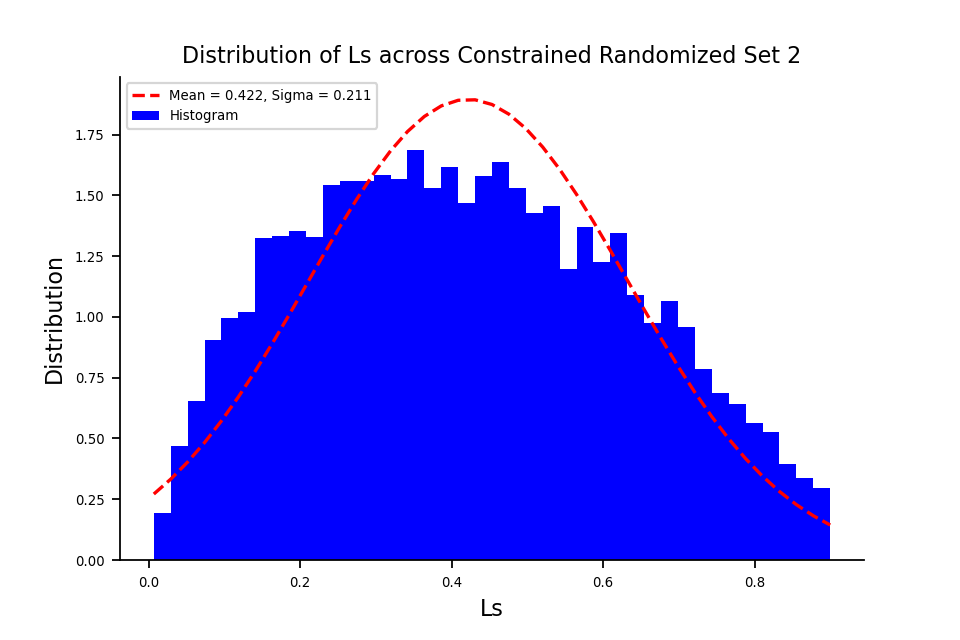 Distribution of Ls across Constrained Randomized Set 2
Mean = 0.422, Sigma = 0.211
Histogram
Distribution
1.75
1.50
1.25
1.00
0.75
0.50
0.25
0.00
0.0 0.2 0.4 0.6 0.8
Ls